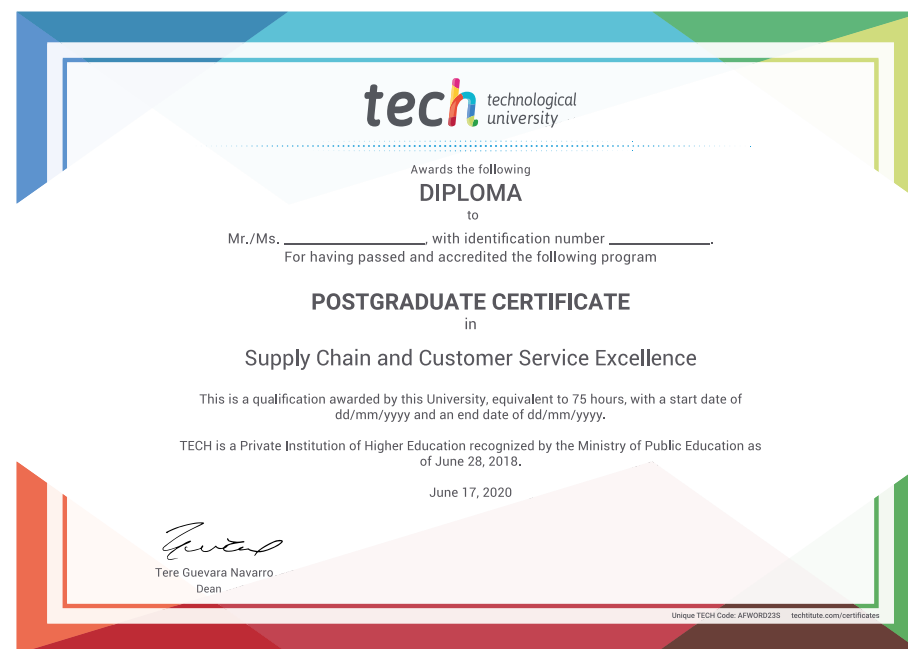 tech technological
university
Awards the following
DIPLOMA
to
Mr./Ms. ____________________, with identification number ______________.
For having passed and accredited the following program
POSTGRADUATE CERTIFICATE
in
Supply Chain and Customer Service Excellence
This is a qualification awarded by this University, equivalent to 75 hours, with a start date of
dd/mm/yyyy and an end date of dd/mm/yyyy.
TECH is a Private Institution of Higher Education recognized by the Ministry of Public Education as
of June 28, 2018.
June 17, 2020
Tere Guevara Navarro
Dean
Unique TECH Code: AFWORD23S techtitute.com/certificates